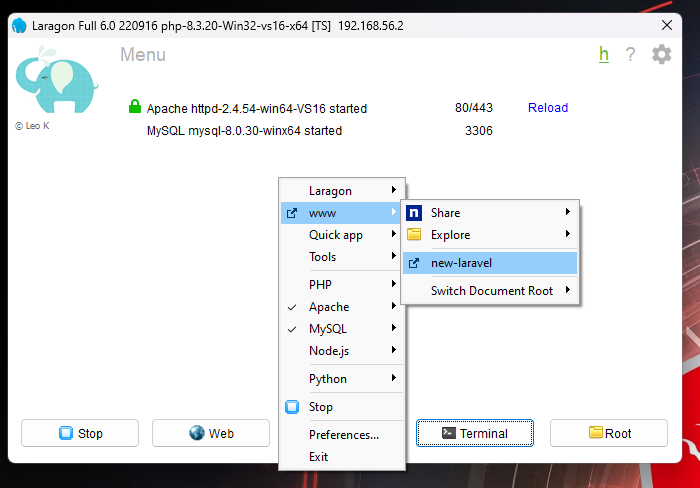 Laragon Full 6.0 220916 php-8.3.20-Win32-vs16-x64 [TS] 192.168.56.2
Menu
h ?
Apache httpd-2.4.54-win64-VS16 started 80/443 Reload
MySQL mysql-8.0.30-winx64 started 3306
© Leo K
Laragon
www
Quick app
Tools
PHP
Apache
MySQL
Node.js
Python
Stop
Preferences...
Exit
n Share
Explore
new-laravel
Switch Document Root
Stop
Web
Terminal
Root